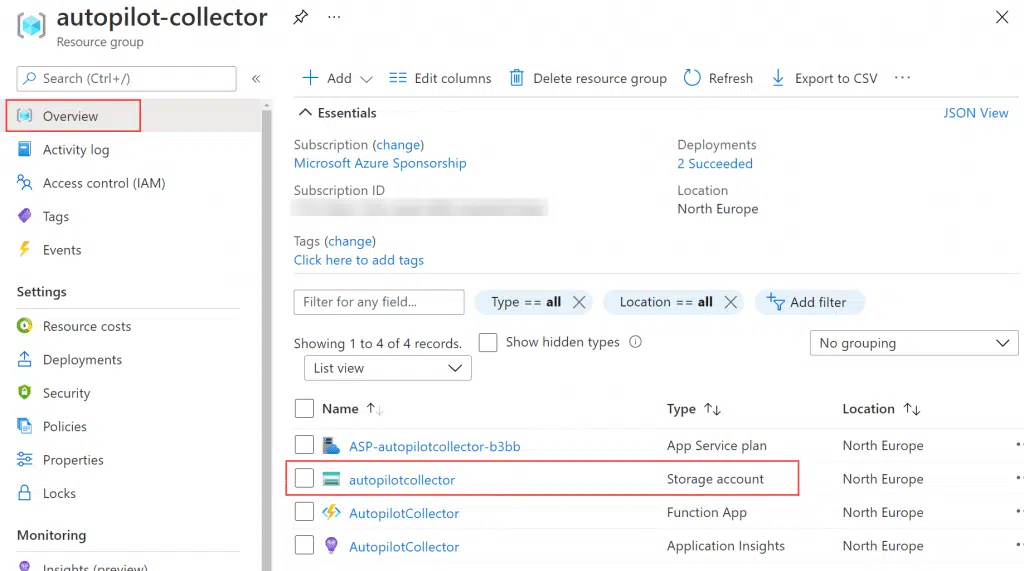 autopilot-collector
Resource group
Search (Ctrl+/)
Overview
Activity log
Access control (IAM)
Tags
Events
Settings
Resource costs
Deployments
Security
Policies
Properties
Locks
Monitoring
Insights (preview)
Add
Edit columns
Delete resource group
Refresh
Export to CSV
Essentials
JSON View
Subscription (change)
Microsoft Azure Sponsorship
Subscription ID
Deployments
2 Succeeded
Location
North Europe
Tags (change)
Click here to add tags
Filter for any field...
Type == all
Location == all
Add filter
Showing 1 to 4 of 4 records.
Show hidden types
No grouping
List view
Name Type Location
ASP-autopilotcollector-b3bb App Service plan North Europe
autopilotcollector Storage account North Europe
AutopilotCollector Function App North Europe
AutopilotCollector Application Insights North Europe